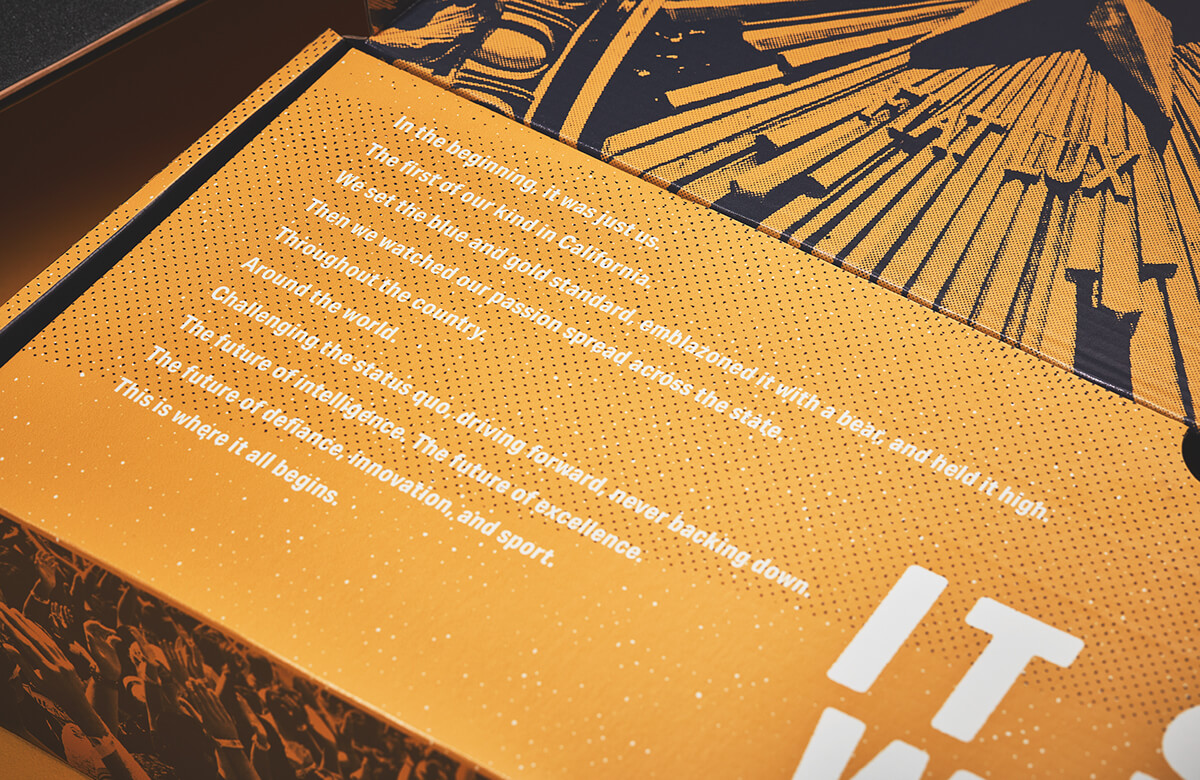 FIAT LUX
In the beginning, it was just us.
The first of our kind in California.
We set the blue and gold standard, emblazoned it with a bear, and held it high.
Then we watched our passion spread across the state.
Throughout the country.
Around the world.
Challenging the status quo, driving forward, never backing down.
The future of intelligence. The future of excellence.
The future of defiance, innovation, and sport.
This is where it all begins.
IT